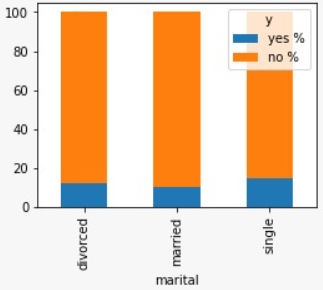 100
80
60
40
20
0
y
yes %
no %
divorced
married
single
marital